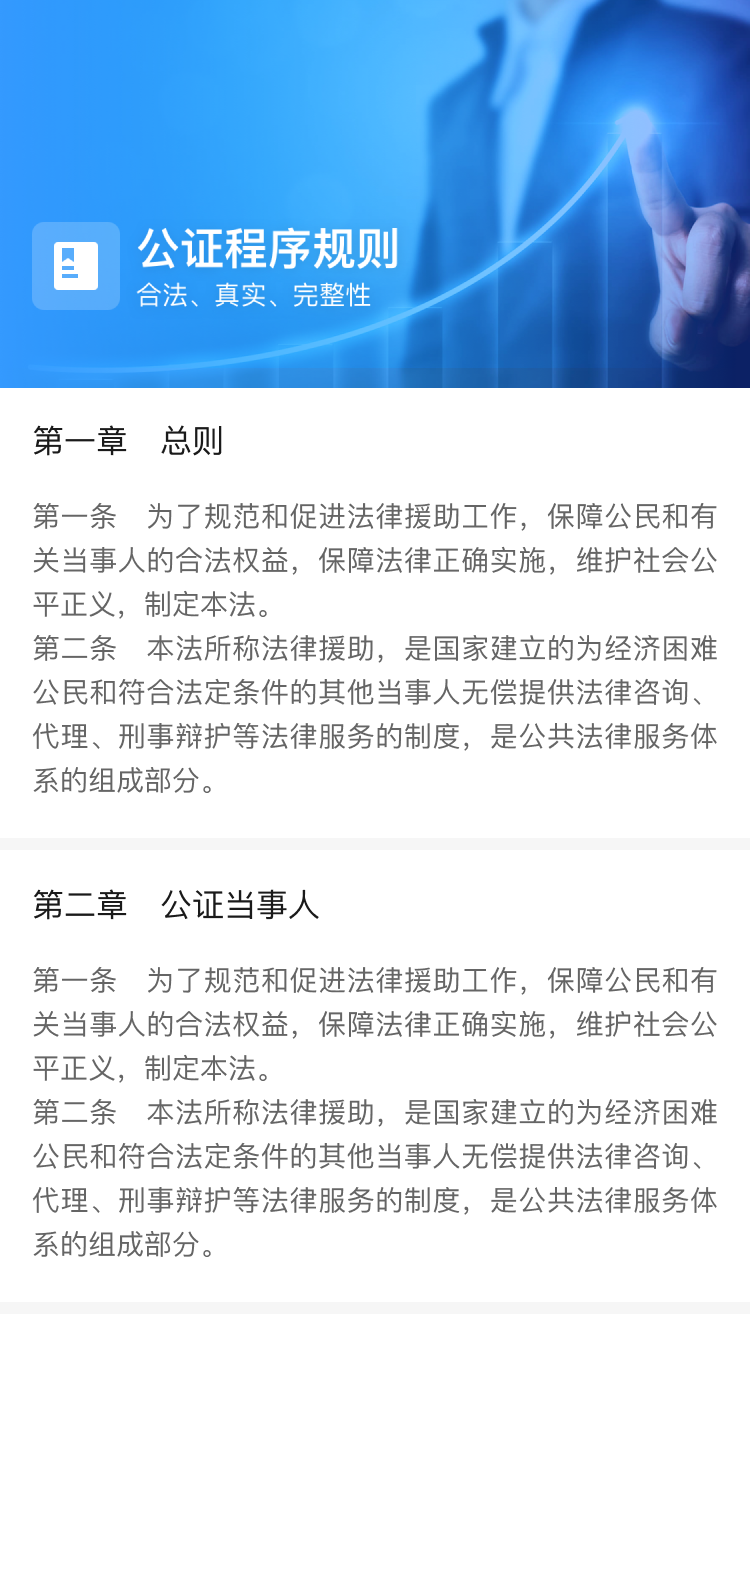 公证程序规则
合法、真实、完整性
第一章　总则
第一条　为了规范和促进法律援助工作，保障公民和有
关当事人的合法权益，保障法律正确实施，维护社会公
平正义，制定本法。
第二条　本法所称法律援助，是国家建立的为经济困难
公民和符合法定条件的其他当事人无偿提供法律咨询、
代理、刑事辩护等法律服务的制度，是公共法律服务体
系的组成部分。
第二章　公证当事人
第一条　为了规范和促进法律援助工作，保障公民和有
关当事人的合法权益，保障法律正确实施，维护社会公
平正义，制定本法。
第二条　本法所称法律援助，是国家建立的为经济困难
公民和符合法定条件的其他当事人无偿提供法律咨询、
代理、刑事辩护等法律服务的制度，是公共法律服务体
系的组成部分。